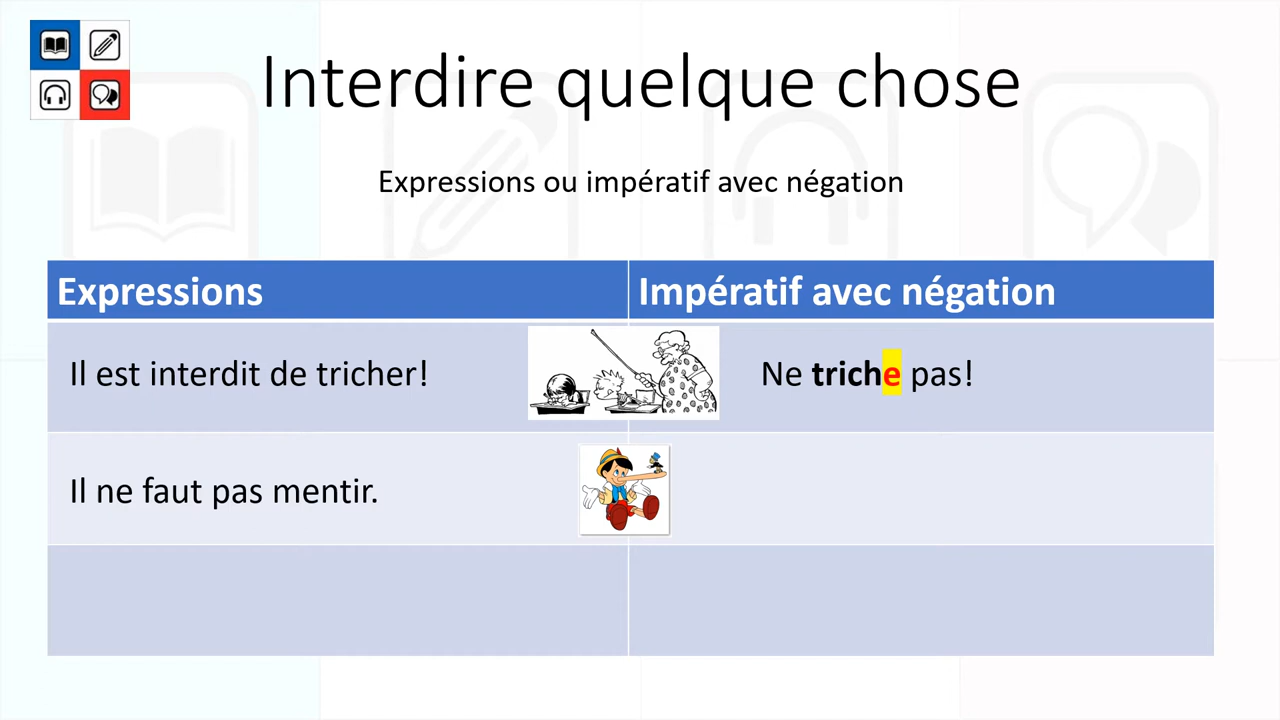 Interdire quelque chose
Expressions ou impératif avec négation
Expressions
Impératif avec négation
Il est interdit de tricher!
Ne triche pas!
Il ne faut pas mentir.